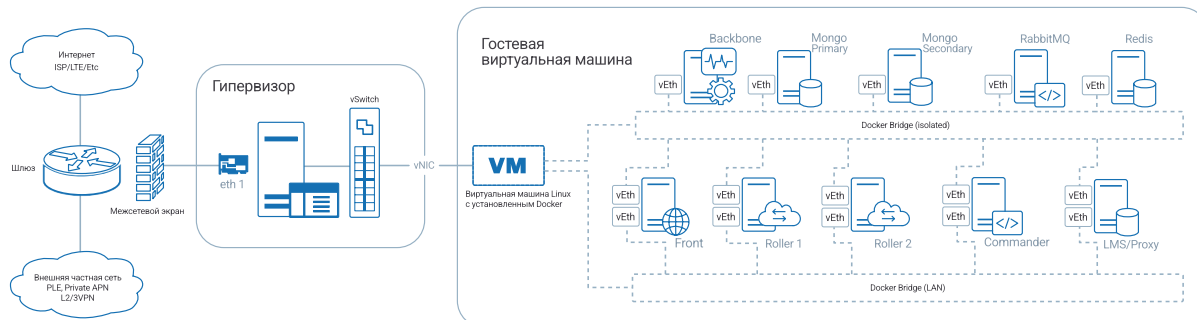 Интернет
ISP/LTE/Etc
Шлюз
Межсетевой экран
Внешняя частная сеть
PLE, Private APN
L2/3VPN
Гипервизор
eth 1
vSwitch
vNIC
Гостевая
виртуальная машина
VM
Виртуальная машина Linux
с установленным Docker
Backbone
Mongo
Primary
Mongo
Secondary
RabbitMQ
Redis
vEth
vEth
vEth
vEth
vEth
Docker Bridge (isolated)
vEth
vEth
vEth
vEth
vEth
vEth
vEth
vEth
vEth
vEth
Front
Roller 1
Roller 2
Commander
LMS/Proxy
Docker Bridge (LAN)